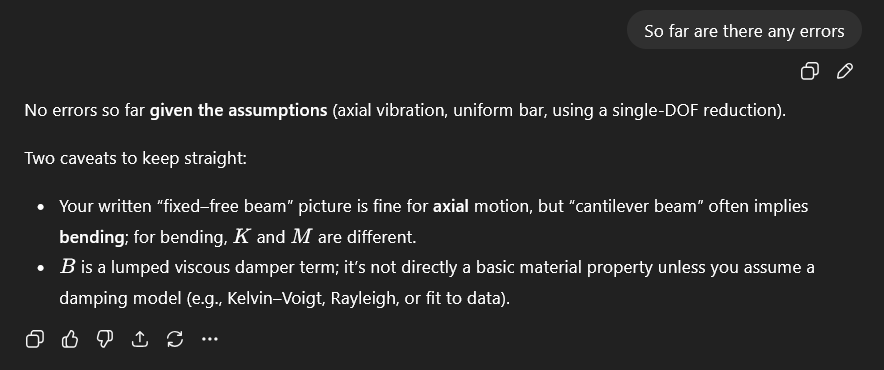 So far are there any errors
No errors so far given the assumptions (axial vibration, uniform bar, using a single-DOF reduction).
Two caveats to keep straight:
• Your written “fixed–free beam” picture is fine for axial motion, but “cantilever beam” often implies
bending; for bending, K and M are different.
• B is a lumped viscous damper term; it’s not directly a basic material property unless you assume a
damping model (e.g., Kelvin–Voigt, Rayleigh, or fit to data).